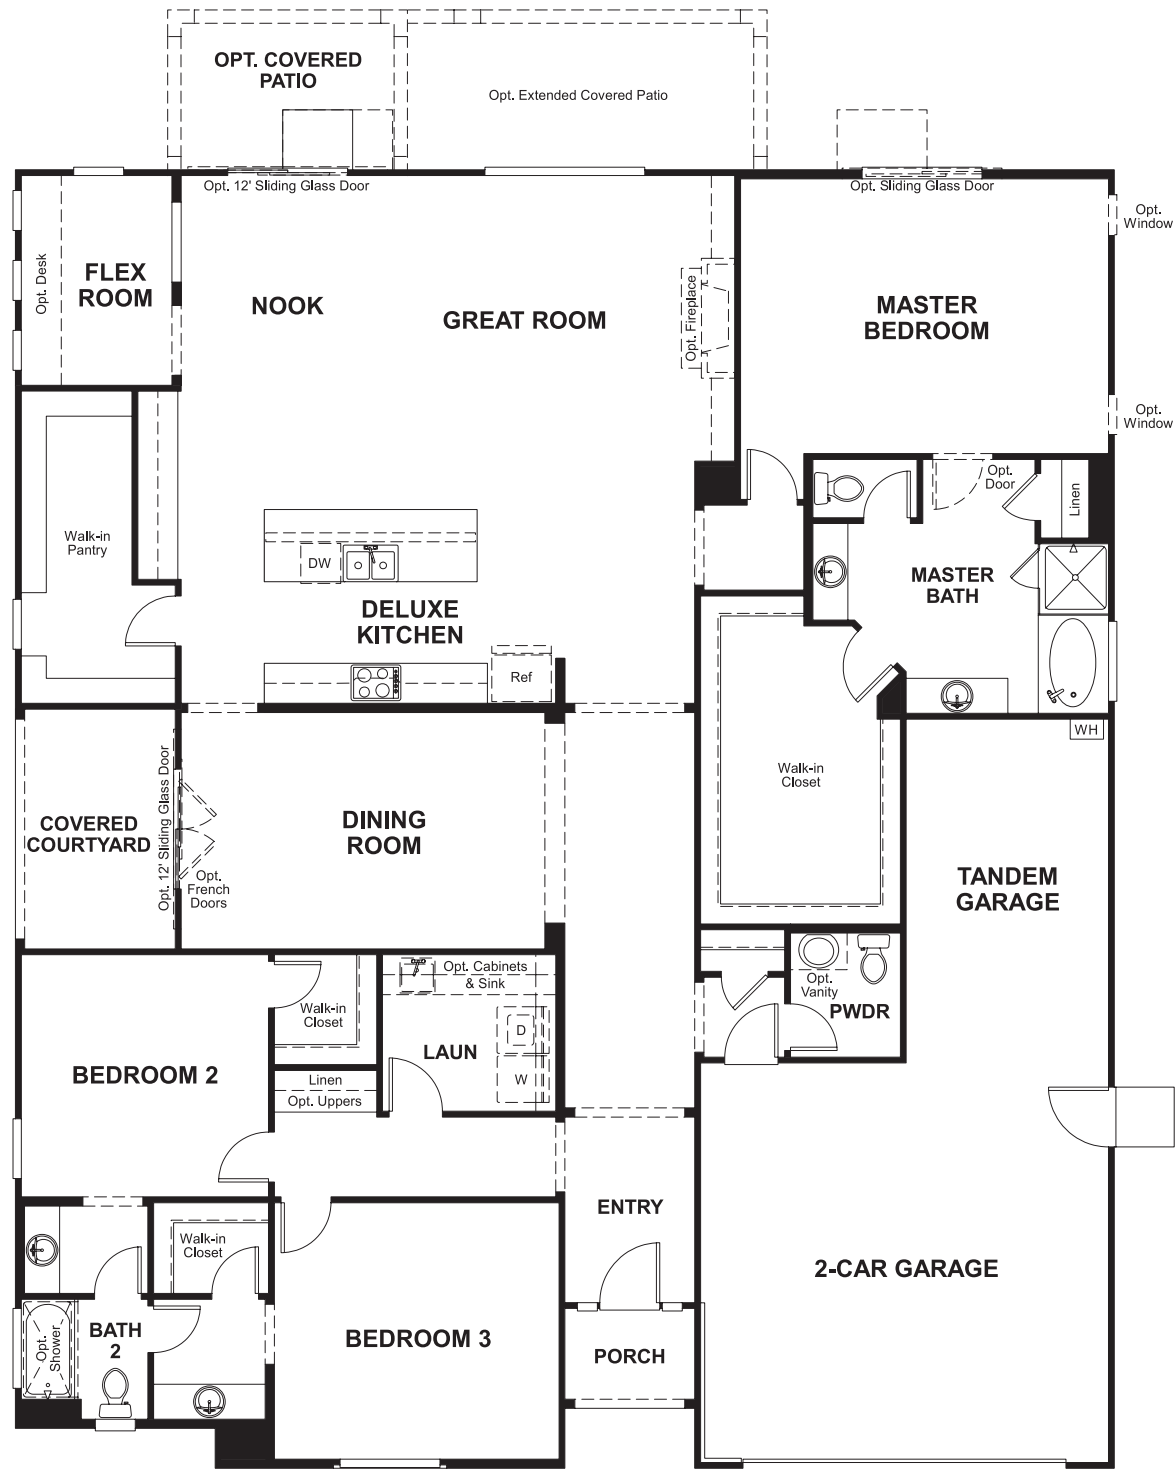 OPT. COVERED
PATIO
Opt. Extended Covered Patio
Opt. 12' Sliding Glass Door
Opt. Sliding Glass Door
Opt.
Window
Opt. Desk
FLEX
ROOM
NOOK
GREAT ROOM
Opt. Fireplace
MASTER
BEDROOM
Opt.
Window
Opt.
Door
Linen
Walk-in
Pantry
DW
MASTER
BATH
DELUXE
KITCHEN
Ref
WH
Walk-in
Closet
COVERED
COURTYARD
Opt. 12' Sliding Glass Door
Opt.
French
Doors
DINING
ROOM
TANDEM
GARAGE
Opt. Cabinets
& Sink
Opt.
Vanity
PWDR
Walk-in
Closet
D
LAUN
W
BEDROOM 2
Linen
Opt. Uppers
ENTRY
Walk-in
Closet
2-CAR GARAGE
Opt.
Shower
BATH
2
BEDROOM 3
PORCH